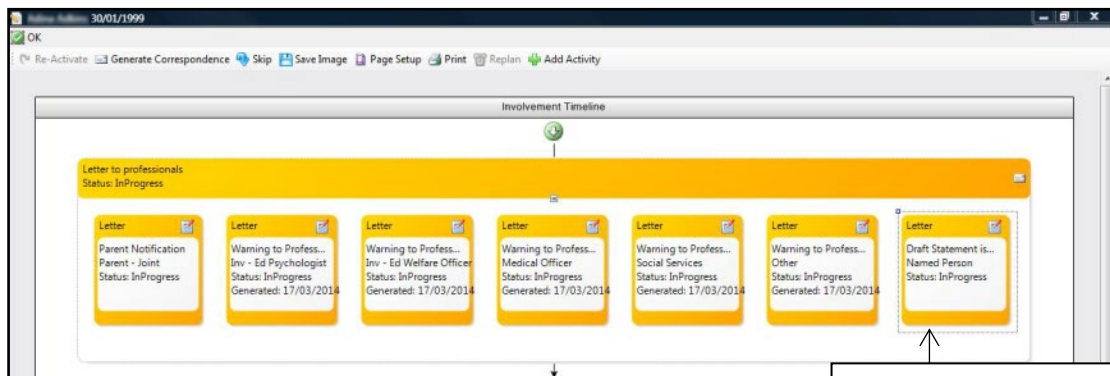 30/01/1999
OK
Re-Activate Generate Correspondence Skip Save Image Page Setup Print Replan Add Activity
Involvement Timeline
Letter to professionals
Status: InProgress
Letter
Parent Notification
Parent - Joint
Status: InProgress
Letter
Warning to Profess...
Inv - Ed Psychologist
Status: InProgress
Generated: 17/03/2014
Letter
Warning to Profess...
Inv - Ed Welfare Officer
Status: InProgress
Generated: 17/03/2014
Letter
Warning to Profess...
Medical Officer
Status: InProgress
Generated: 17/03/2014
Letter
Warning to Profess...
Social Services
Status: InProgress
Generated: 17/03/2014
Letter
Warning to Profess...
Other
Status: InProgress
Generated: 17/03/2014
Letter
Draft Statement is...
Named Person
Status: InProgress